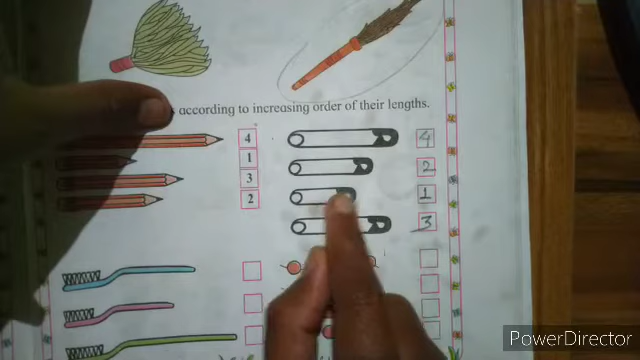 according to increasing order of their lengths.
4 4
1 2
3 1
2 3
PowerDirector